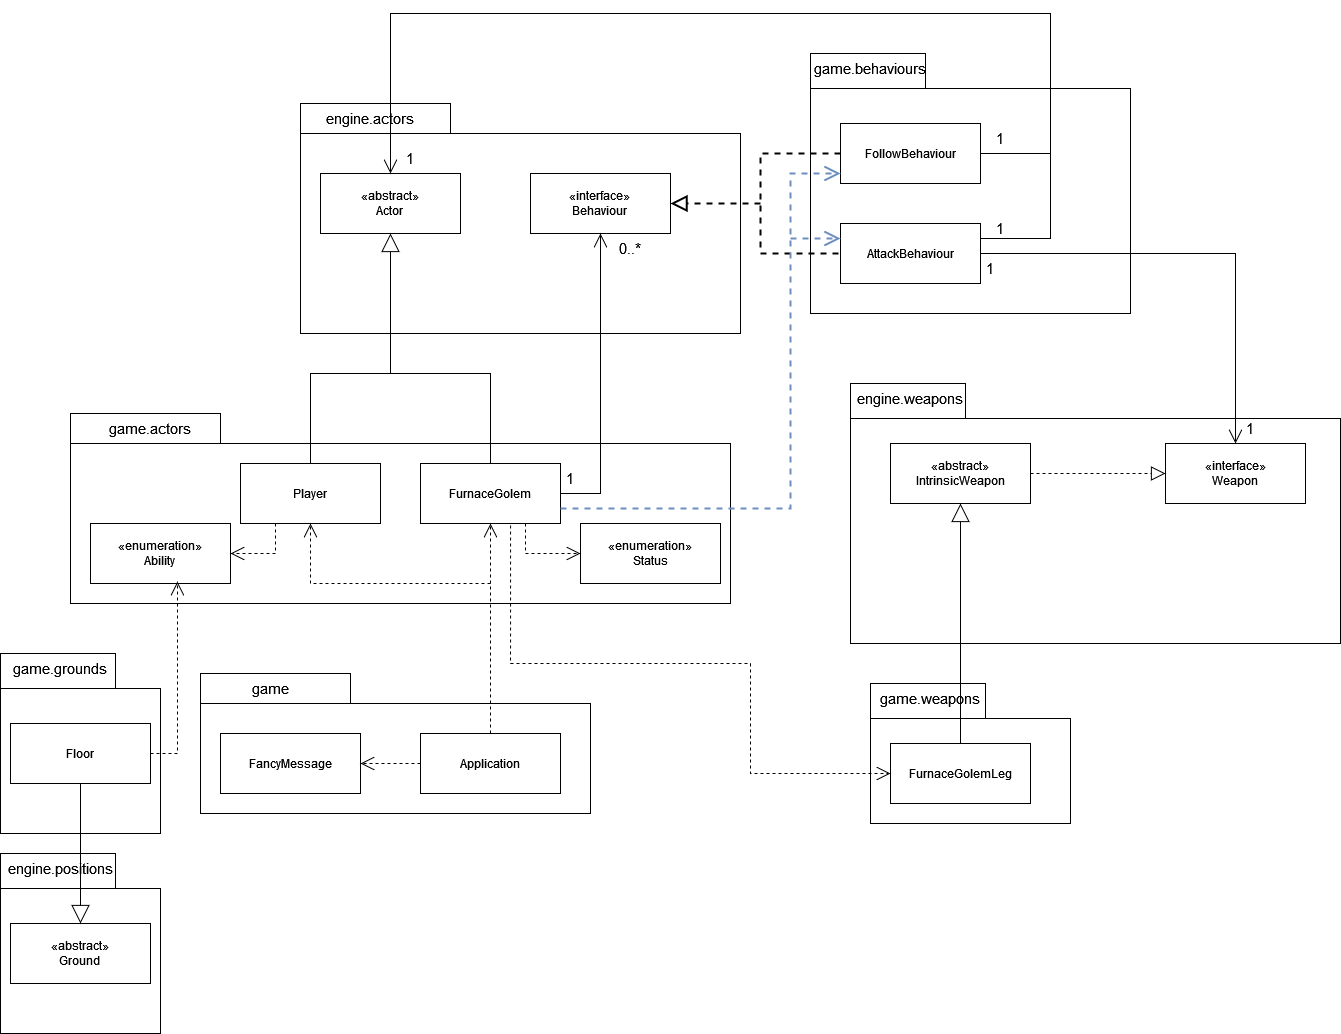 game.behaviours
engine.actors
1
FollowBehaviour
1
«abstract»
Actor
«interface»
Behaviour
0..*
AttackBehaviour
1
1
engine.weapons
game.actors
1
«abstract»
IntrinsicWeapon
«interface»
Weapon
Player
FurnaceGolem
1
«enumeration»
Ability
«enumeration»
Status
game.grounds
Floor
game
FancyMessage
Application
game.weapons
FurnaceGolemLeg
engine.positions
«abstract»
Ground